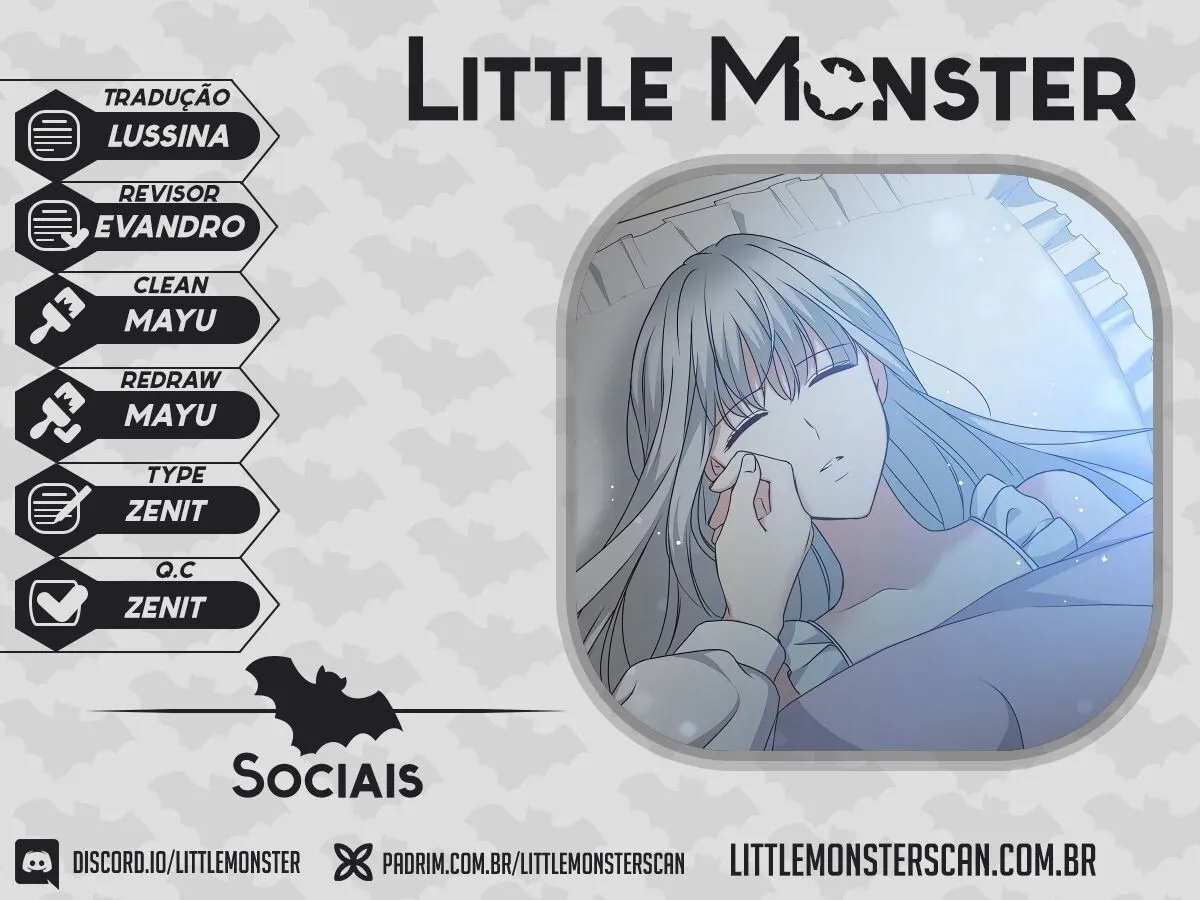 LITTLE MONSTER
TRADUÇÃO
LUSSINA
REVISOR
EVANDRO
CLEAN
MAYU
REDRAW
MAYU
TYPE
ZENIT
Q.C
ZENIT
SOCIAIS
DISCORD.IO/LITTLEMONSTER
PADRIM.COM.BR/LITTLEMONSTERSCAN
LITTLEMONSTERSCAN.COM.BR